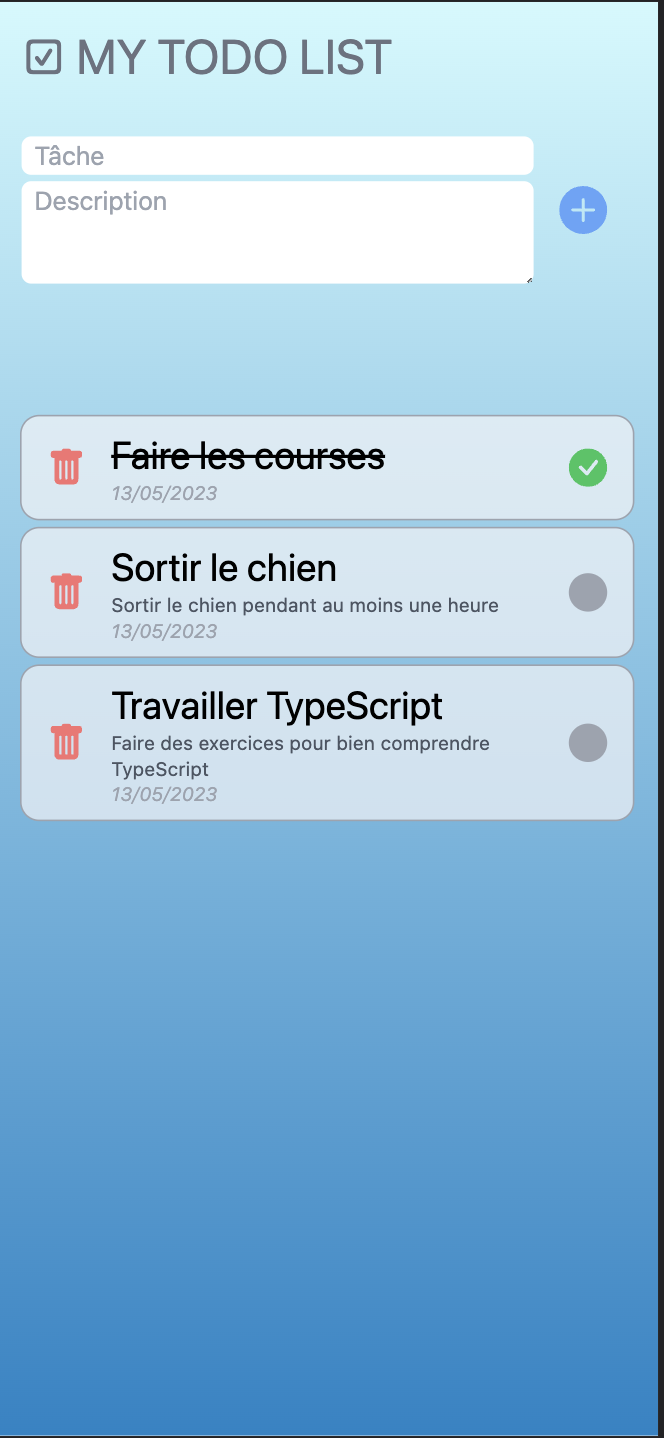 MY TODO LIST
Tâche
Description
Faire les courses
13/05/2023
Sortir le chien
Sortir le chien pendant au moins une heure
13/05/2023
Travailler TypeScript
Faire des exercices pour bien comprendre
TypeScript
13/05/2023